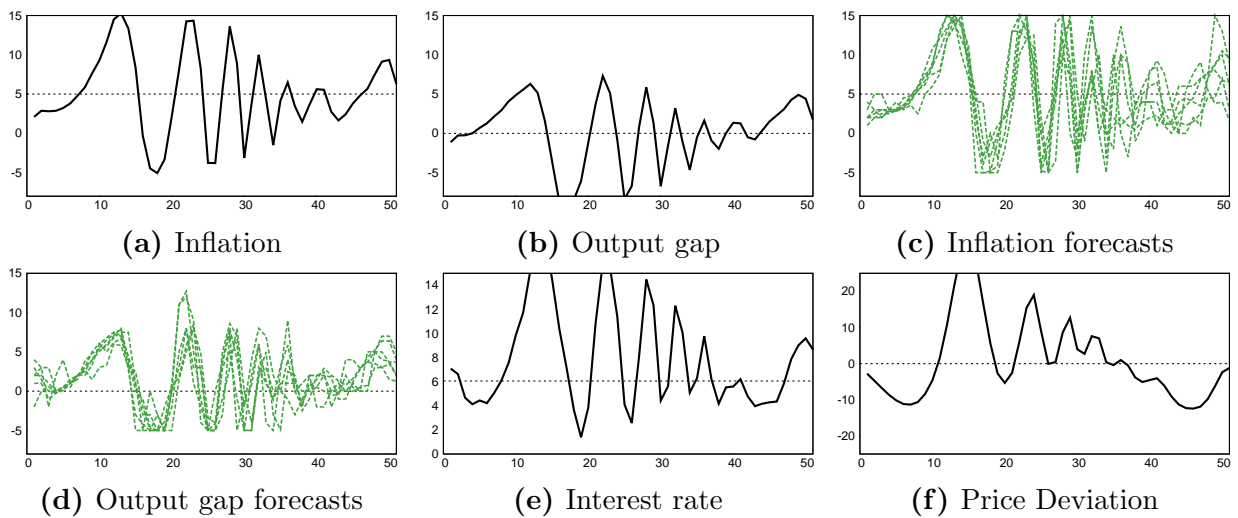 15 15 15
10 10 10
5 5 5
0 0 0
-5 -5 -5
0 10 20 30 40 50 0 10 20 30 40 50 0 10 20 30 40 50
(a) Inflation (b) Output gap (c) Inflation forecasts
15 14 20
10 12 10
5 10 0
0 8 -10
-5 6 -20
4
2
0
0 10 20 30 40 50 0 10 20 30 40 50 0 10 20 30 40 50
(d) Output gap forecasts (e) Interest rate (f) Price Deviation